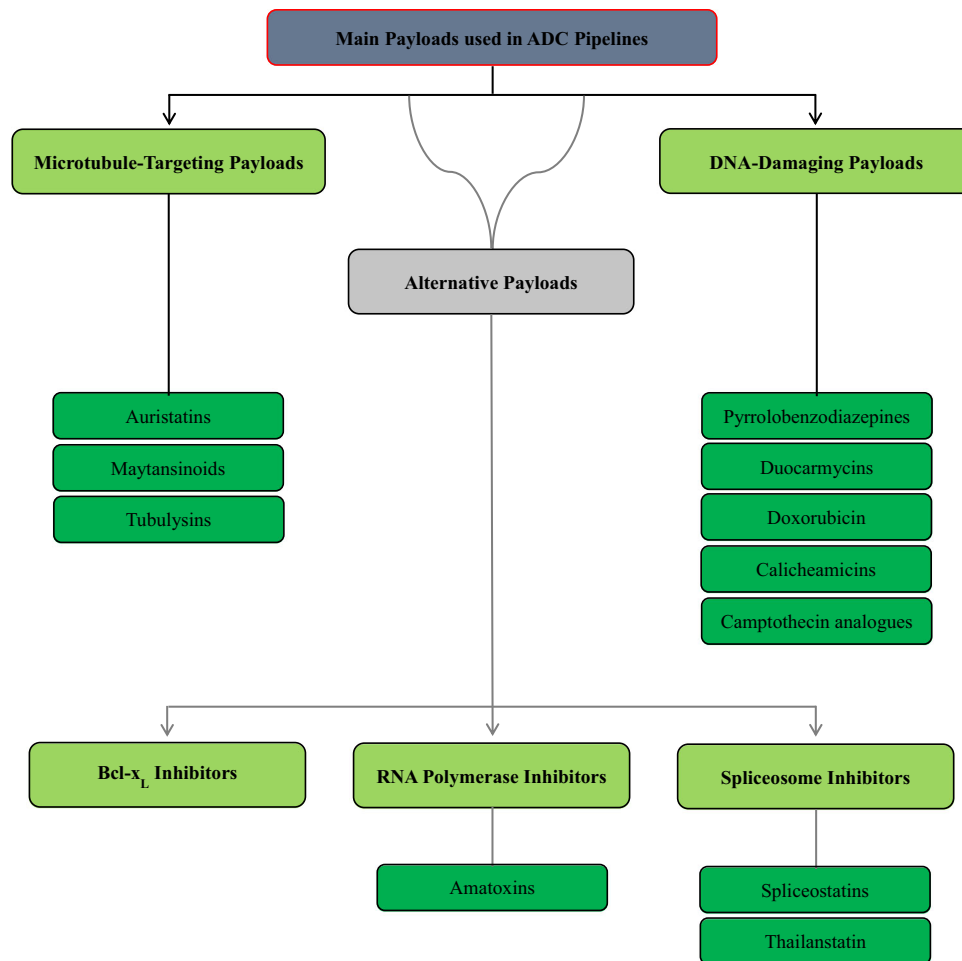 Main Payloads used in ADC Pipelines
Microtubule-Targeting Payloads
DNA-Damaging Payloads
Alternative Payloads
Auristatins
Maytansinoids
Tubulysins
Pyrrolobenzodiazepines
Duocarmycins
Doxorubicin
Calicheamicins
Camptothecin analogues
Bcl-xL Inhibitors
RNA Polymerase Inhibitors
Spliceosome Inhibitors
Amatoxins
Spliceostatins
Thailanstatin